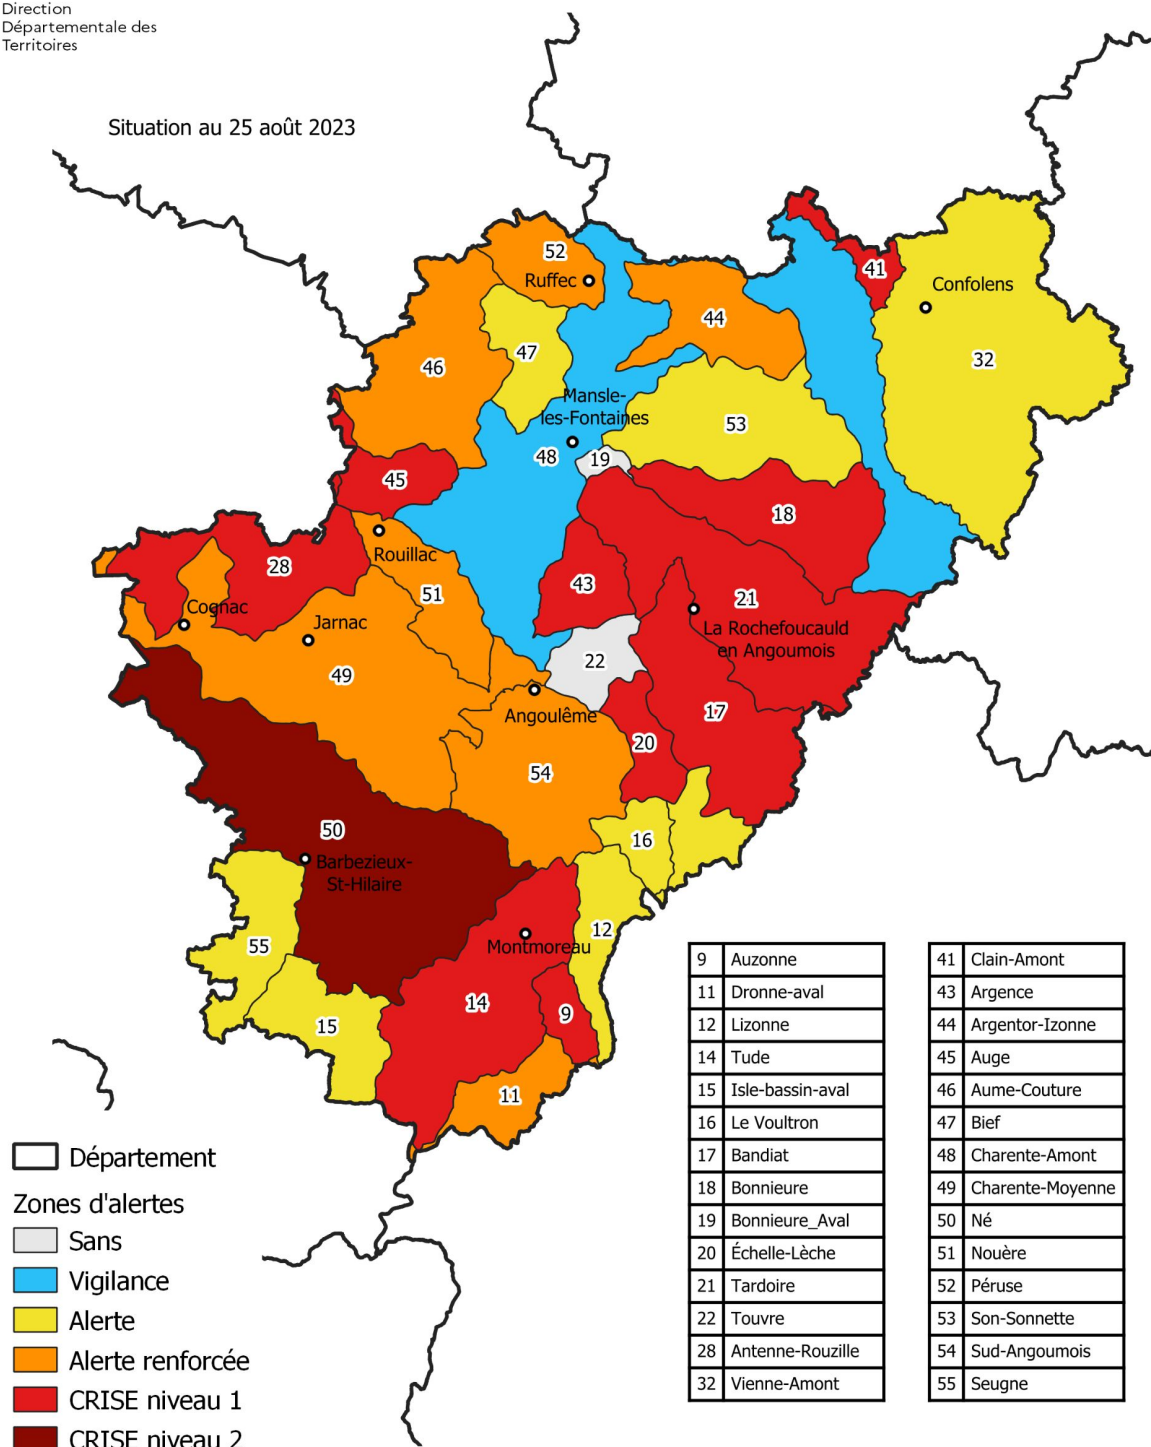 Direction
Départementale des
Territoires
Situation au 25 août 2023
52
Ruffec
41
Confolens
44
47
46
32
Mansle-
les-Fontaines
53
48
19
45
18
Rouillac
28
43
51
21
Cognac
Jarnac
La Rochefoucauld
en Angoumois
22
49
17
Angoulême
20
54
50
16
Barbezieux-
St-Hilaire
12
55
Montmoreau
14
9
15
11
9 Auzonne
11 Dronne-aval
12 Lizonne
14 Tude
15 Isle-bassin-aval
16 Le Voultron
17 Bandiat
18 Bonnieure
19 Bonnieure_Aval
20 Échelle-Lèche
21 Tardoire
22 Touvre
28 Antenne-Rouzille
32 Vienne-Amont
41 Clain-Amont
43 Argence
44 Argentor-Izonne
45 Auge
46 Aume-Couture
47 Bief
48 Charente-Amont
49 Charente-Moyenne
50 Né
51 Nouère
52 Péruse
53 Son-Sonnette
54 Sud-Angoumois
55 Seugne
Département
Zones d'alertes
Sans
Vigilance
Alerte
Alerte renforcée
CRISE niveau 1
CRISE niveau 2